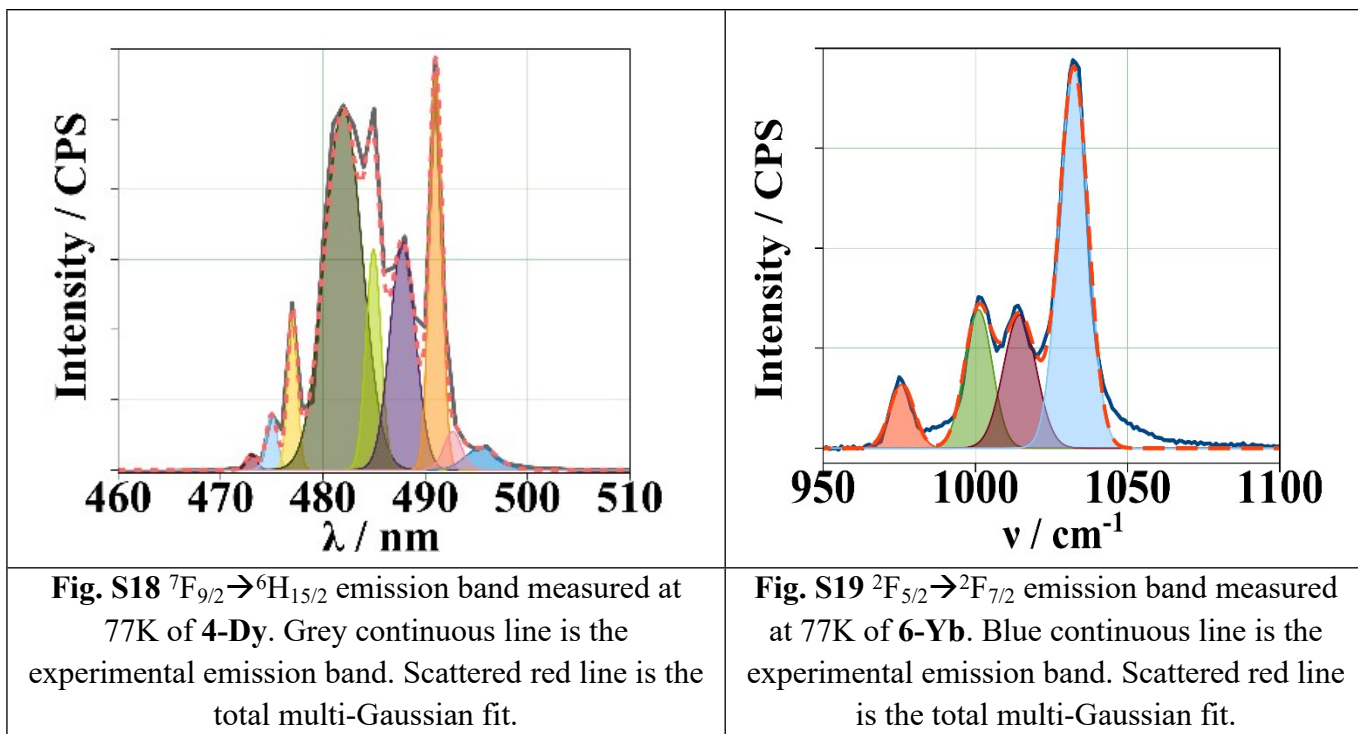 Intensity / CPS
460 470 480 490 500 510
λ / nm
Intensity / CPS
950 1000 1050 1100
ν / cm⁻¹
Fig. S18 ⁷F₉/₂→⁶H₁₅/₂ emission band measured at
77K of 4-Dy. Grey continuous line is the
experimental emission band. Scattered red line is the
total multi-Gaussian fit.
Fig. S19 ²F₅/₂→²F₇/₂ emission band measured
at 77K of 6-Yb. Blue continuous line is the
experimental emission band. Scattered red line
is the total multi-Gaussian fit.